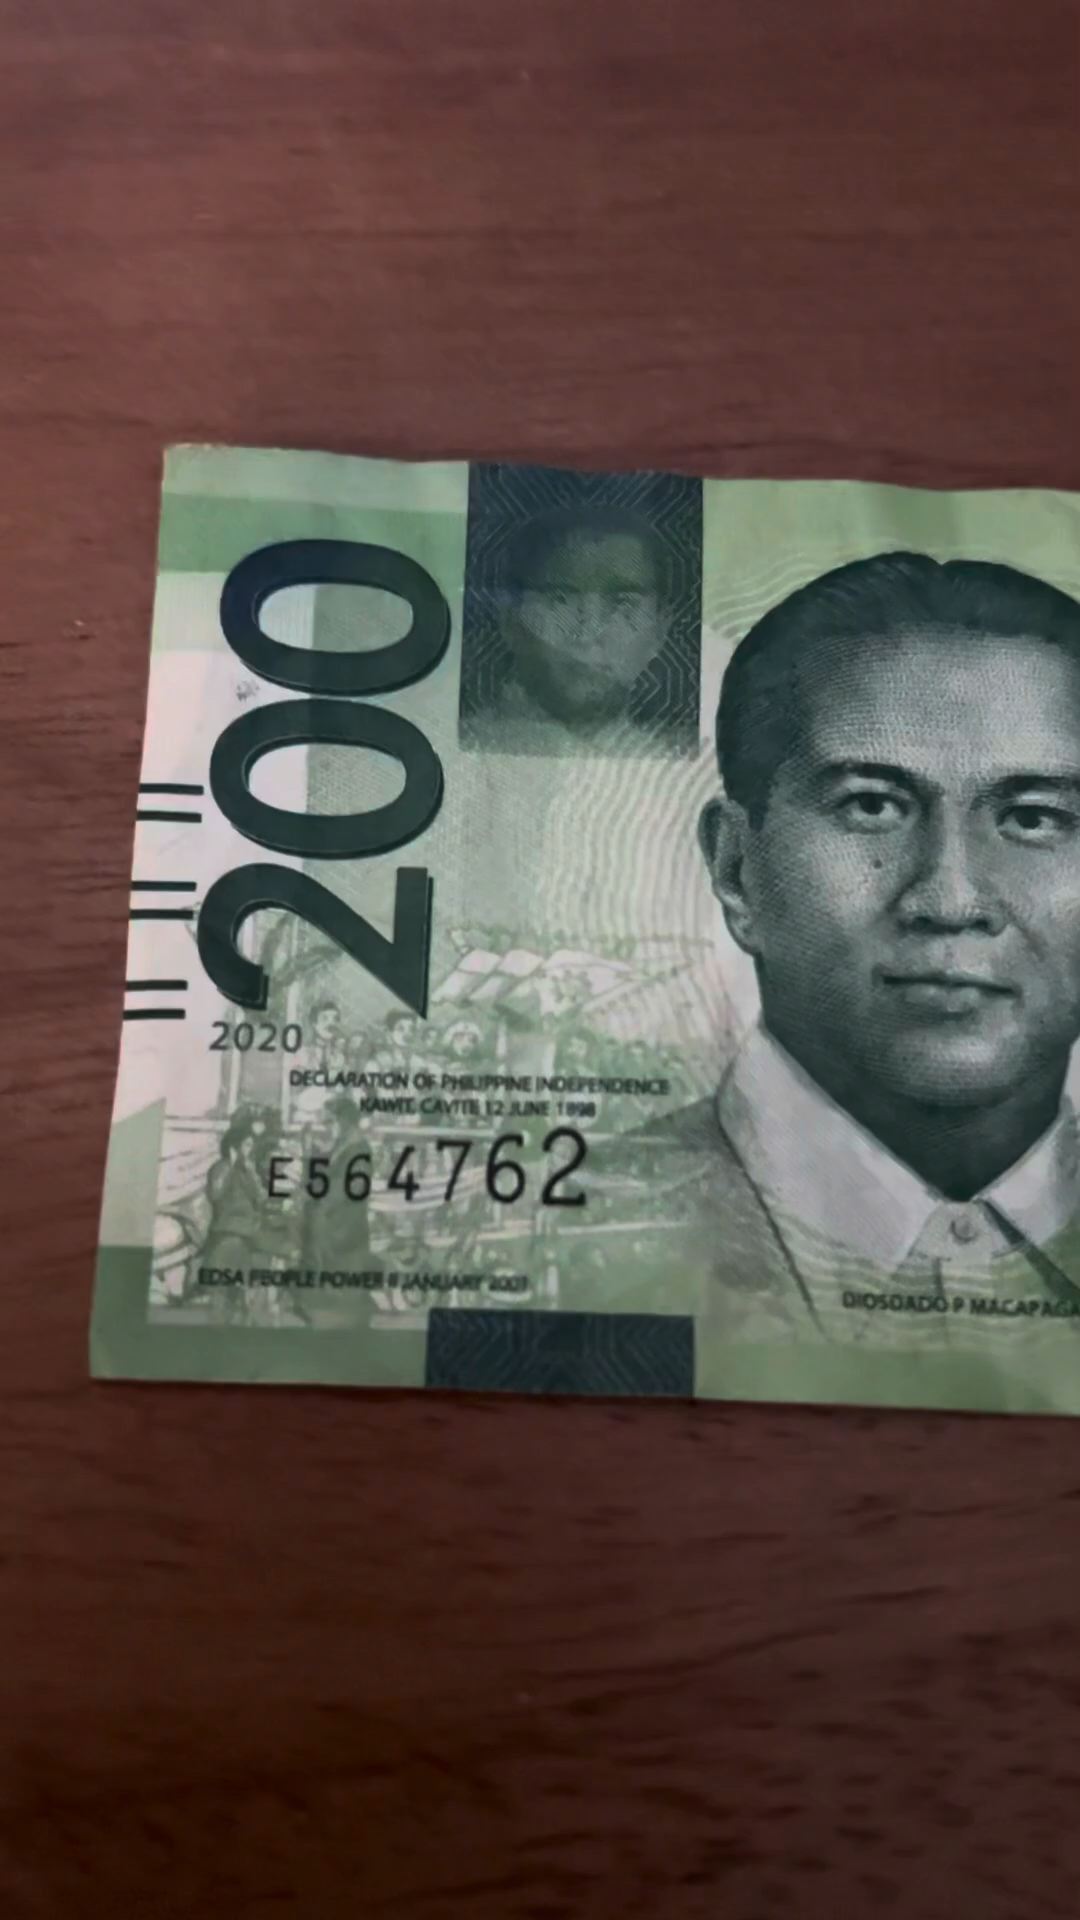 200
2020
DECLARATION OF PHILIPPINE INDEPENDENCE
KAWIT, CAVITE 12 JUNE 1898
E564762
EDSA PEOPLE POWER II JANUARY 2001
DIOSDADO P MACAPAGA